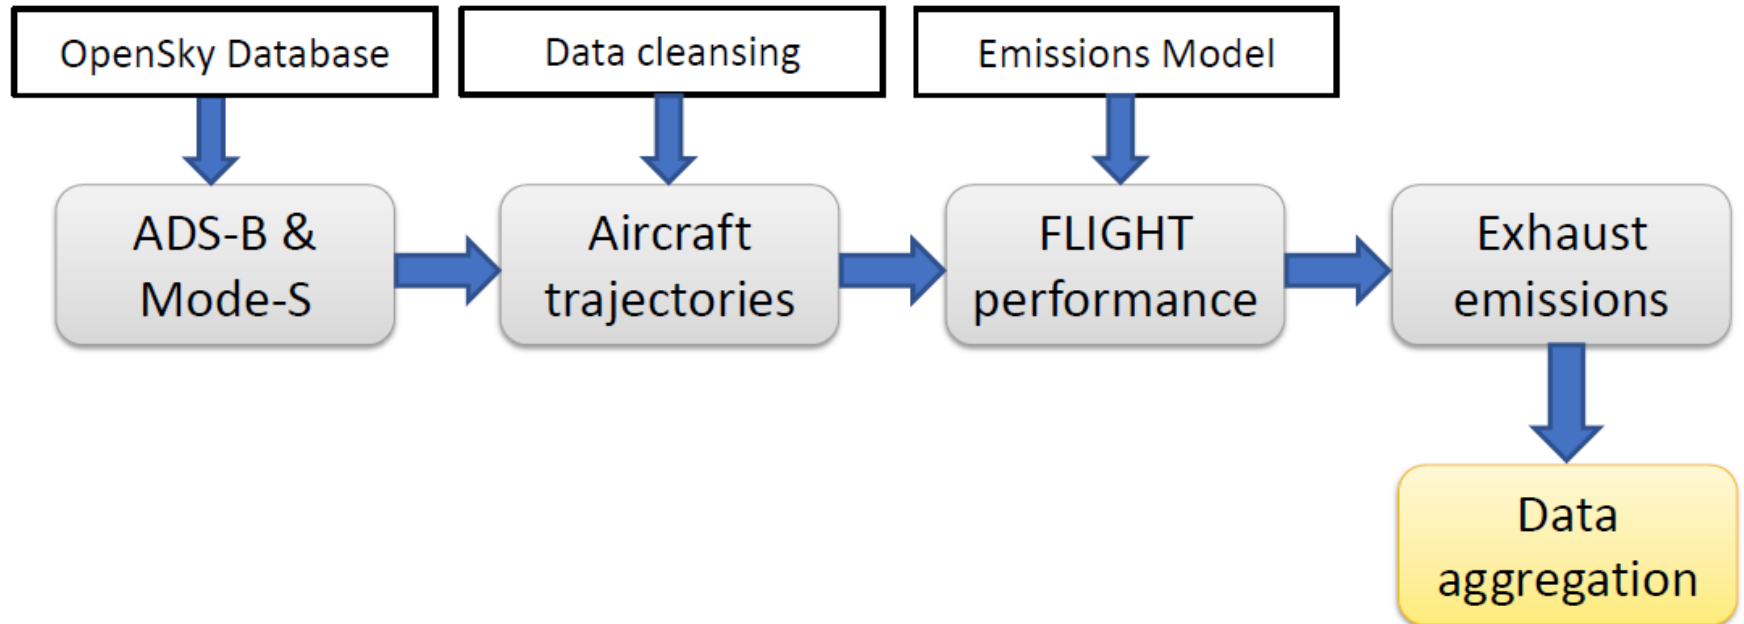 OpenSky Database
Data cleansing
Emissions Model
ADS-B &
Mode-S
Aircraft
trajectories
FLIGHT
performance
Exhaust
emissions
Data
aggregation